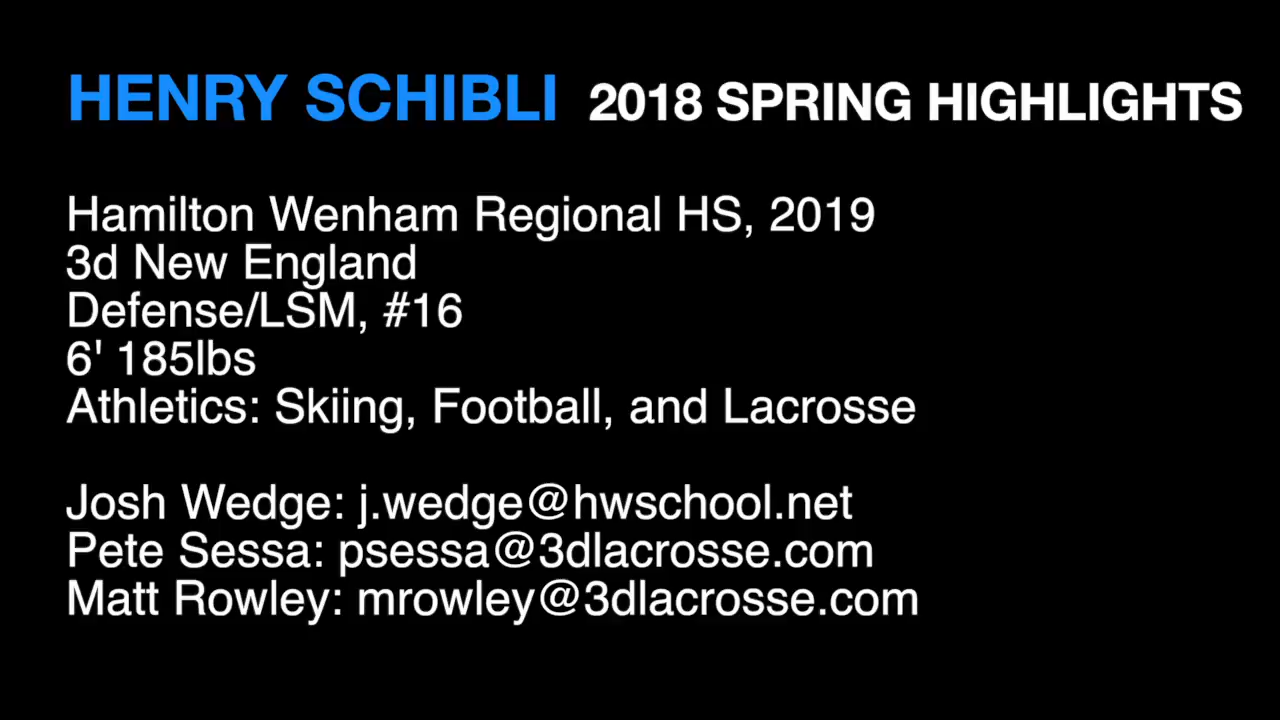 HENRY SCHIBLI 2018 SPRING HIGHLIGHTS
Hamilton Wenham Regional HS, 2019
3d New England
Defense/LSM, #16
6' 185lbs
Athletics: Skiing, Football, and Lacrosse
Josh Wedge: j.wedge@hwschool.net
Pete Sessa: psessa@3dlacrosse.com
Matt Rowley: mrowley@3dlacrosse.com